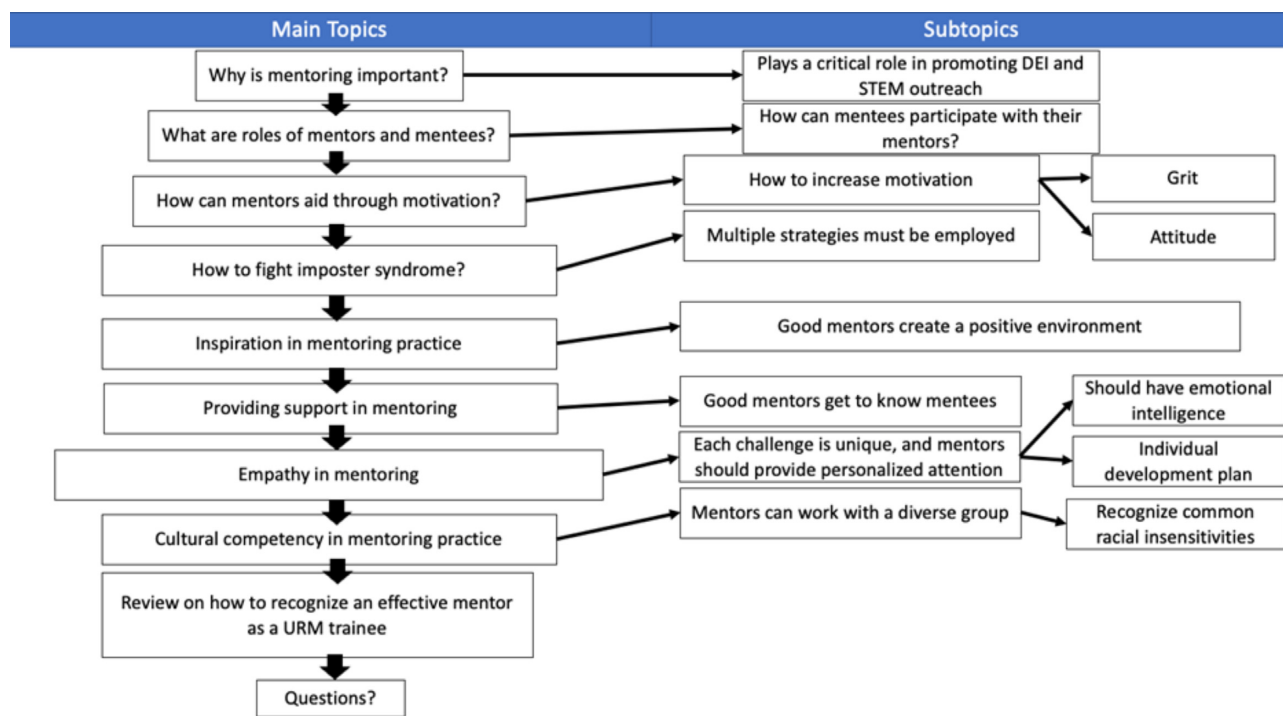 Main Topics
Subtopics
Why is mentoring important?
Plays a critical role in promoting DEI and
STEM outreach
What are roles of mentors and mentees?
How can mentees participate with their
mentors?
How can mentors aid through motivation?
How to increase motivation
Grit
Attitude
How to fight imposter syndrome?
Multiple strategies must be employed
Inspiration in mentoring practice
Good mentors create a positive environment
Providing support in mentoring
Good mentors get to know mentees
Empathy in mentoring
Each challenge is unique, and mentors
should provide personalized attention
Should have emotional
intelligence
Individual
development plan
Cultural competency in mentoring practice
Mentors can work with a diverse group
Recognize common
racial insensitivities
Review on how to recognize an effective mentor
as a URM trainee
Questions?